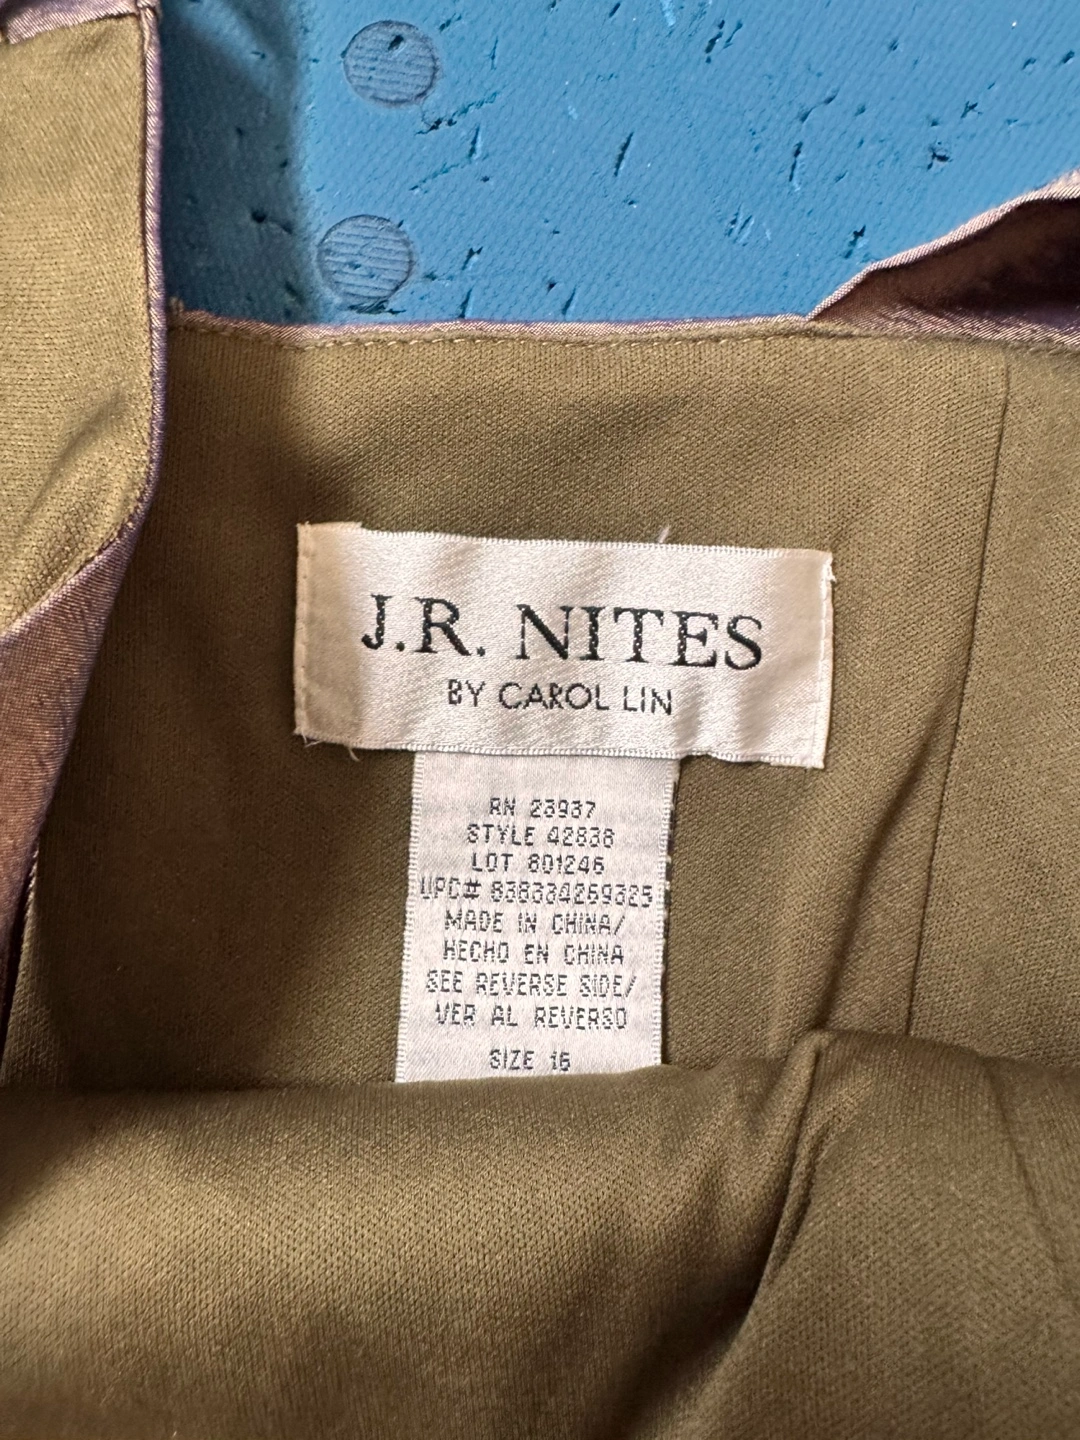 J.R. NITES
BY CAROL LIN
RN 23937
STYLE 42838
LOT 801246
UPC# 838334269325
MADE IN CHINA/
HECHO EN CHINA
SEE REVERSE SIDE/
VER AL REVERSO
SIZE 16